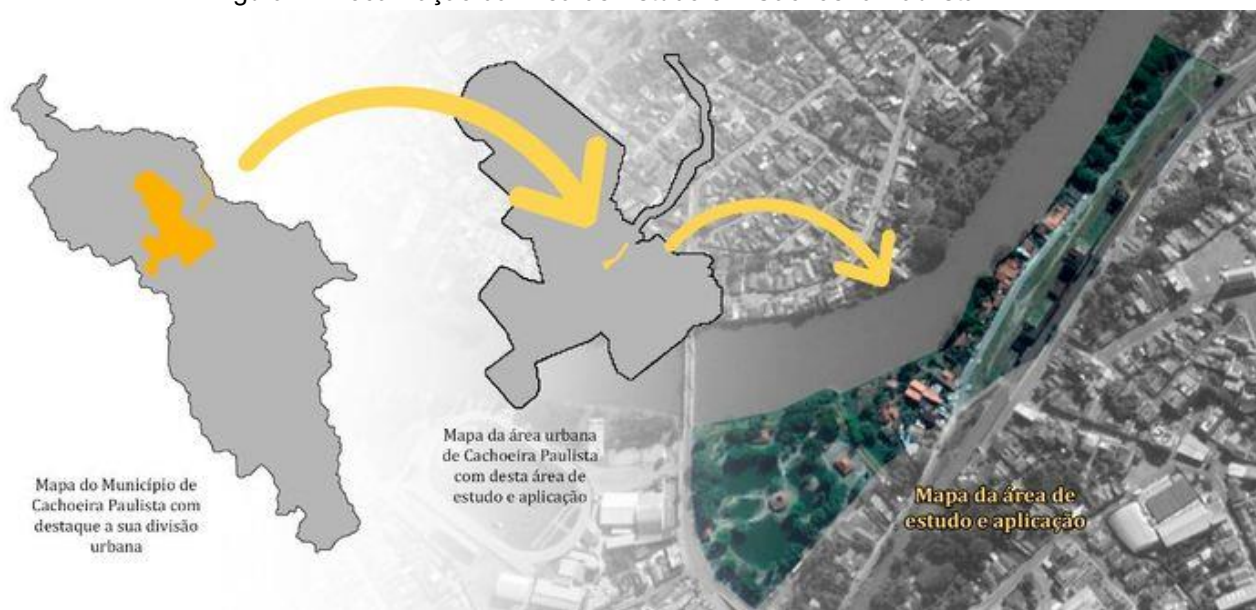 Mapa do Município de
Cachoeira Paulista com
destaque a sua divisão
urbana
Mapa da área urbana
de Cachoeira Paulista
com desta área de
estudo e aplicação
Mapa da área de
estudo e aplicação